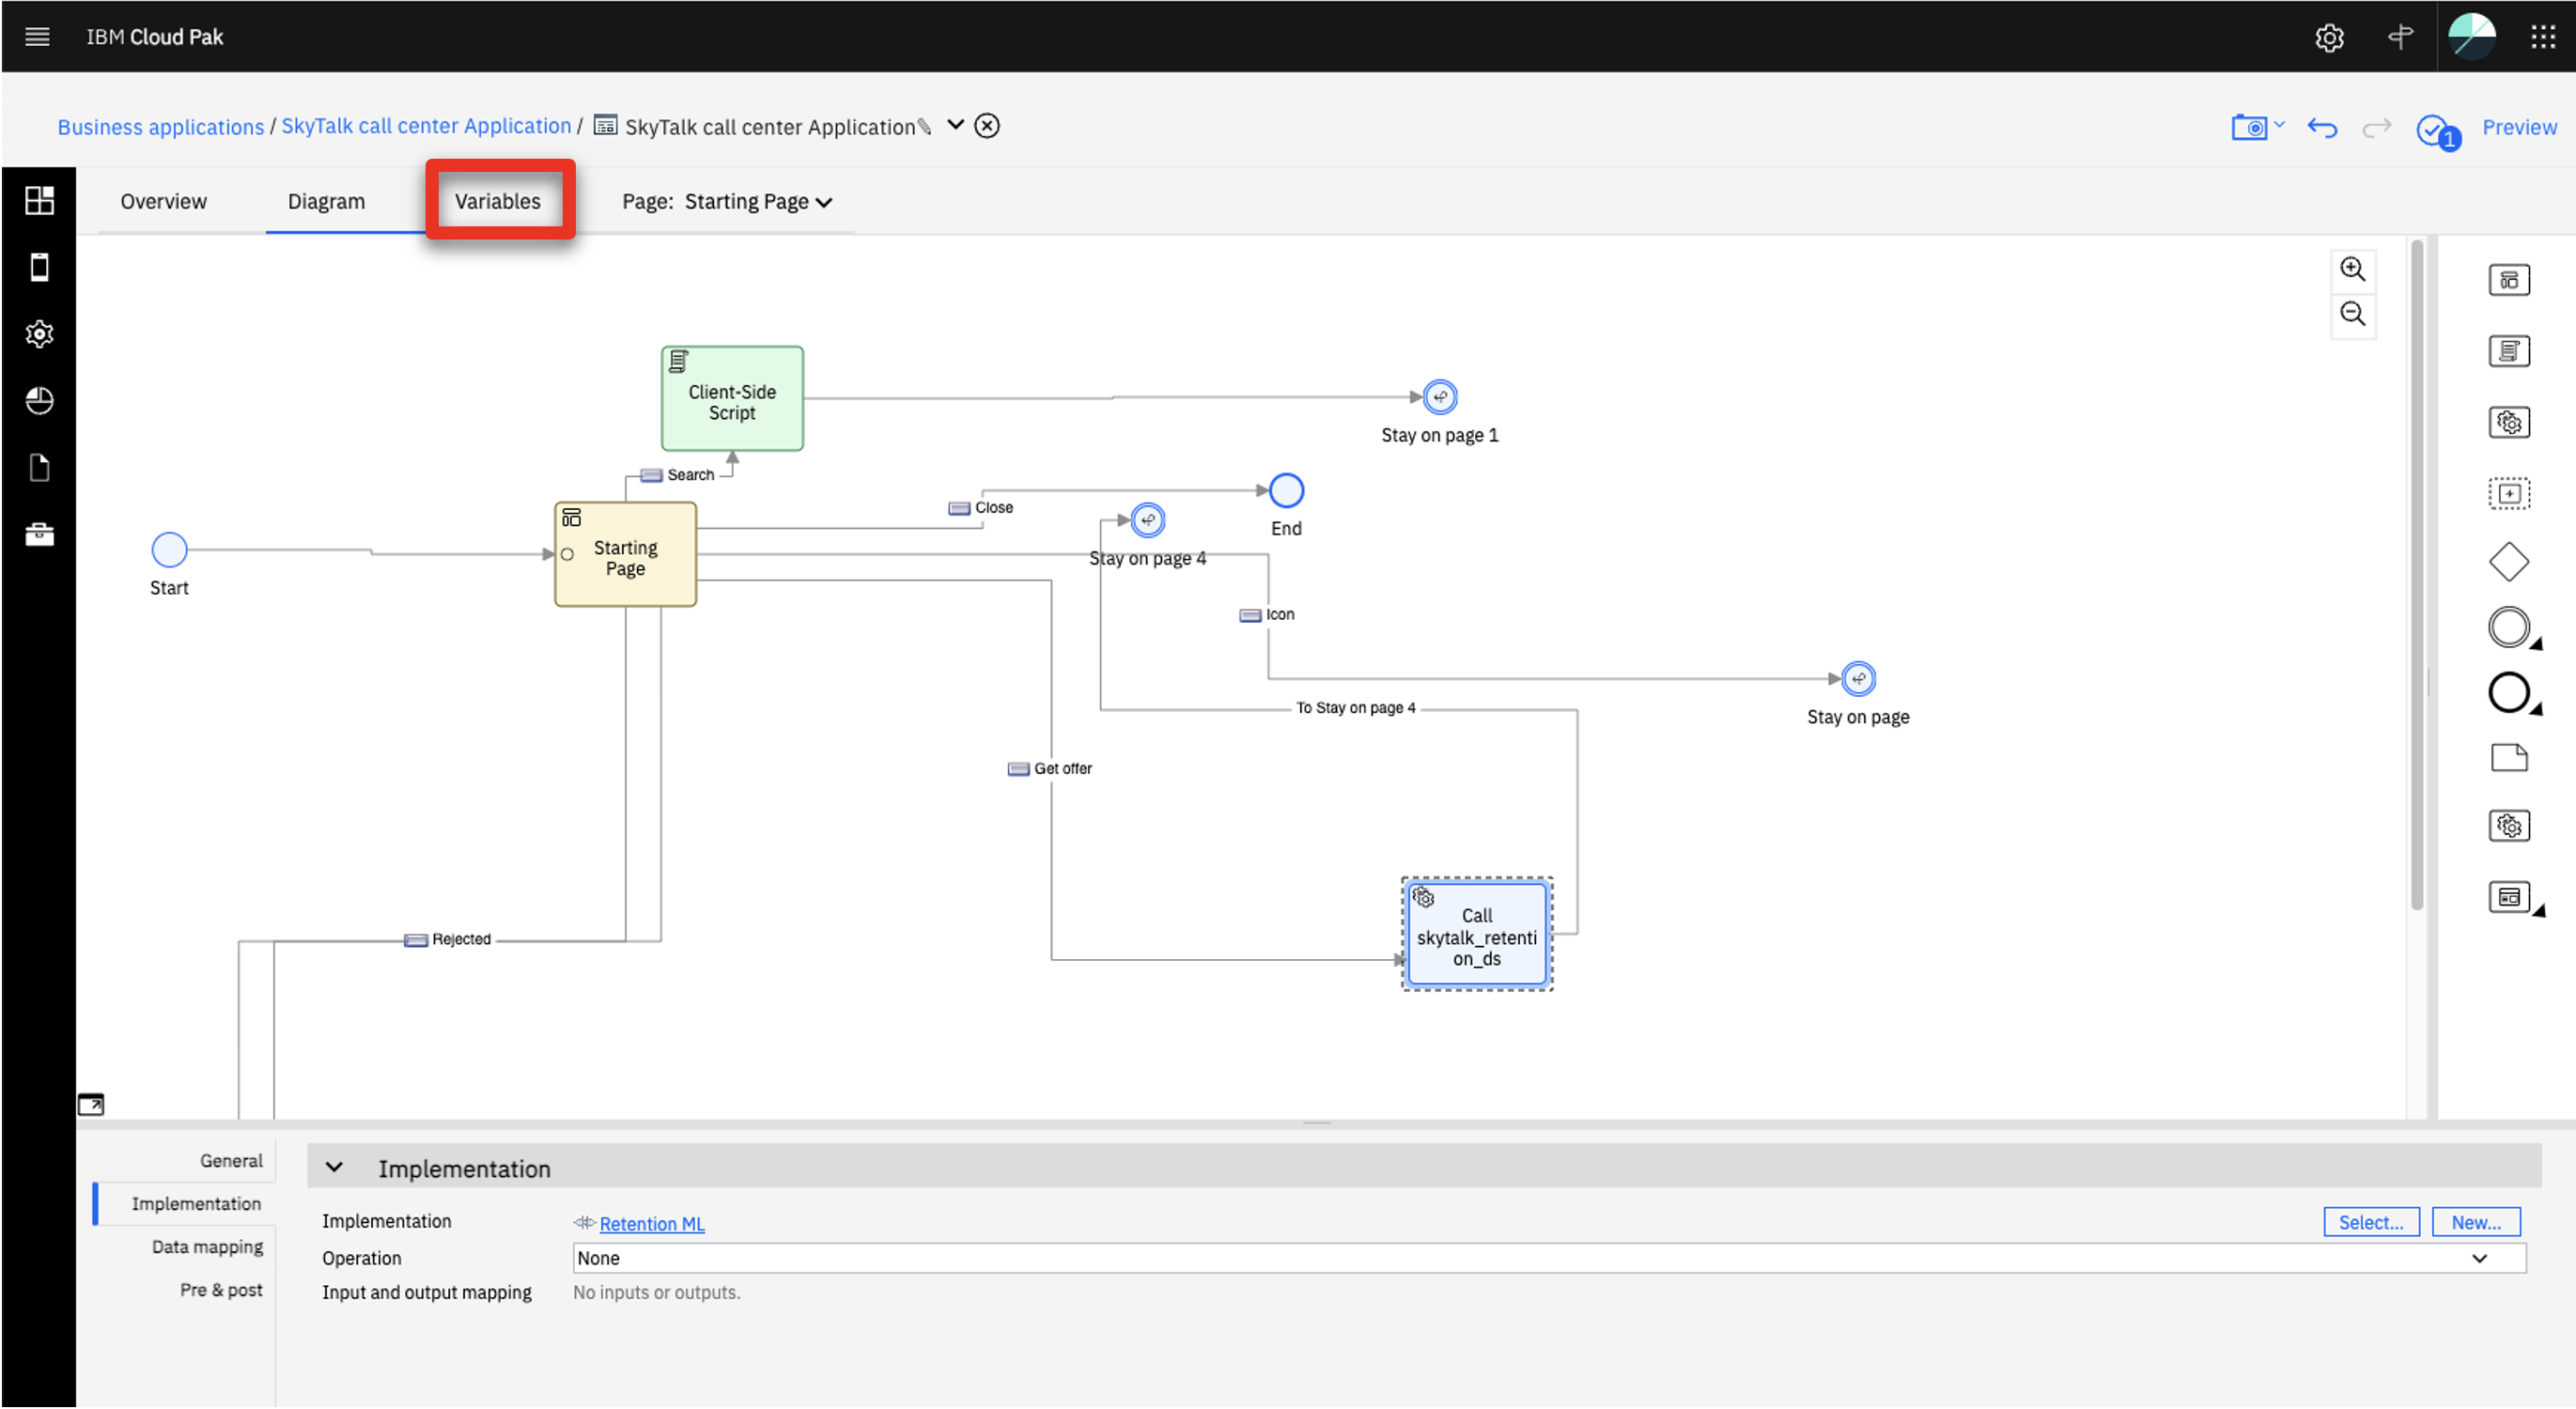 IBM Cloud Pak
Business applications / SkyTalk call center Application / SkyTalk call center Application
1
Preview
Overview
Diagram
Variables
Page: Starting Page
Client-Side
Script
Stay on page 1
Search
Close
End
Starting
Page
Start
Stay on page 4
Icon
To Stay on page 4
Stay on page
Get offer
Call
skytalk_retenti
on_ds
Rejected
General
Implementation
Data mapping
Pre & post
Implementation
Implementation
Retention ML
Select...
New...
Operation
None
Input and output mapping
No inputs or outputs.